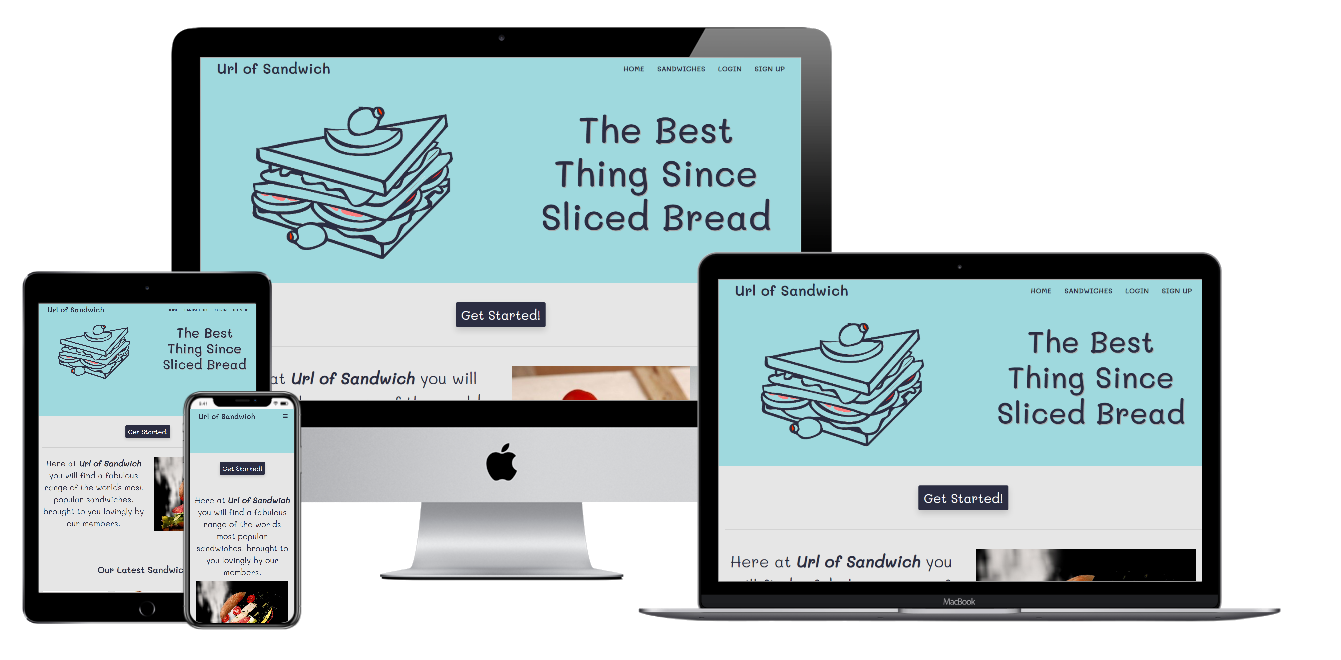 Url of Sandwich
HOME SANDWICHES LOGIN SIGN UP
The Best
Thing Since
Sliced Bread
Get Started!
at Url of Sandwich you will
Url of Sandwich
The Best
Thing Since
Sliced Bread
Get Started!
Here at Url of Sandwich
you will find a fabulous
range of the worlds most
popular sandwiches,
brought to you lovingly by
our members.
Our Latest Sandwic
9:41
Url of Sandwich
Get Started!
Here at Url of Sandwich
you will find a fabulous
range of the worlds
most popular
sandwiches, brought to
you lovingly by our
members.
Url of Sandwich
HOME SANDWICHES LOGIN SIGN UP
The Best
Thing Since
Sliced Bread
Get Started!
Here at Url of Sandwich you
MacBook